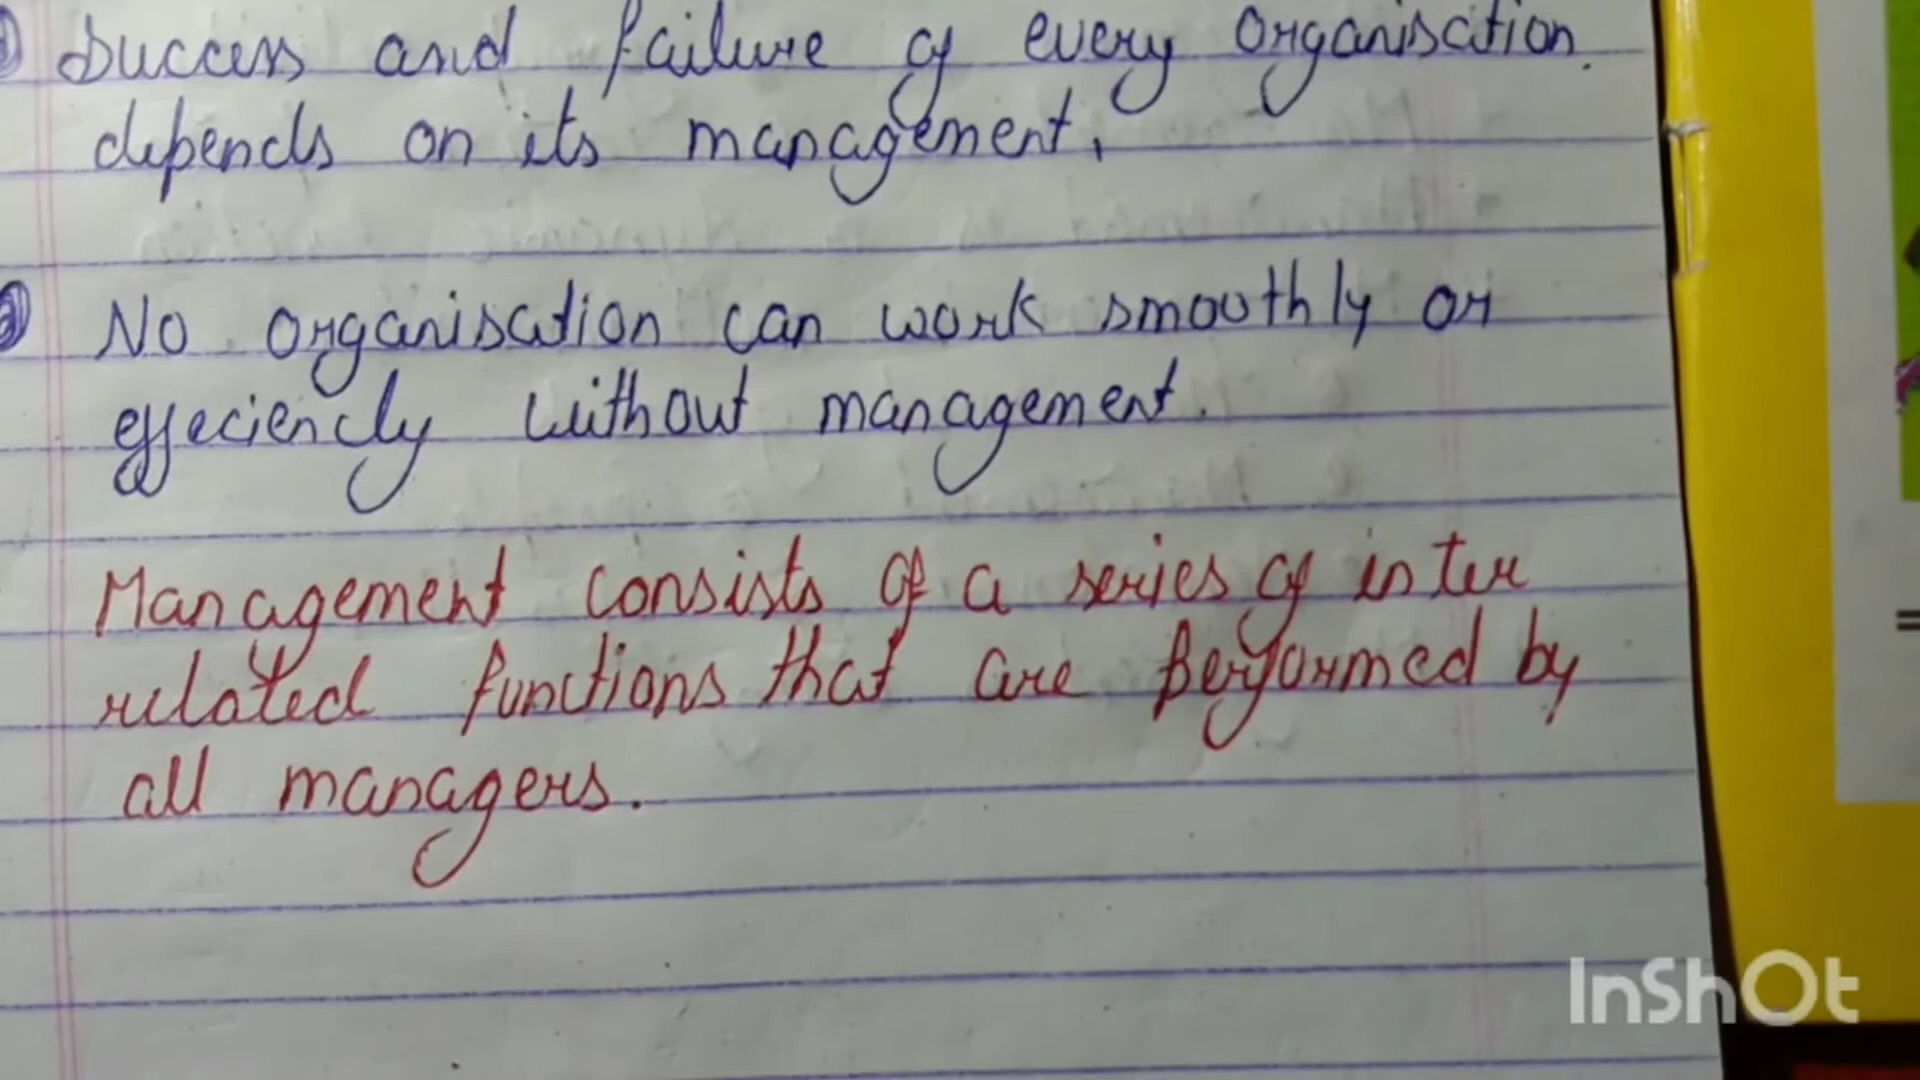 Success and failure of every organisation
depends on its management.
No organisation can work smoothly or
effeciency without management.
Management consists of a series of inter
related functions that are performed by
all managers.
InShOt